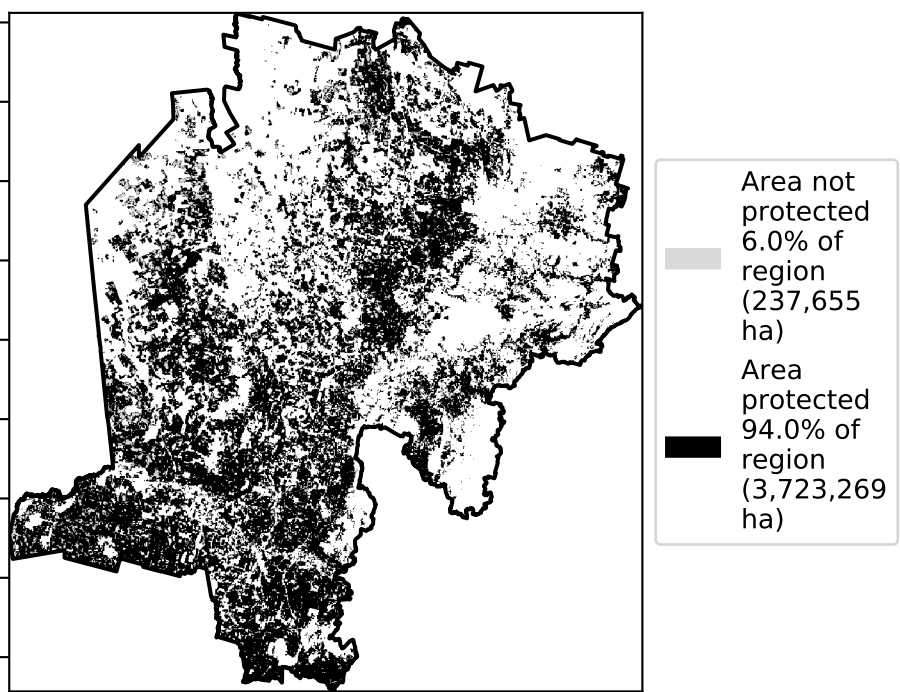 Area not
protected
6.0% of
region
(237,655
ha)
Area
protected
94.0% of
region
(3,723,269
ha)